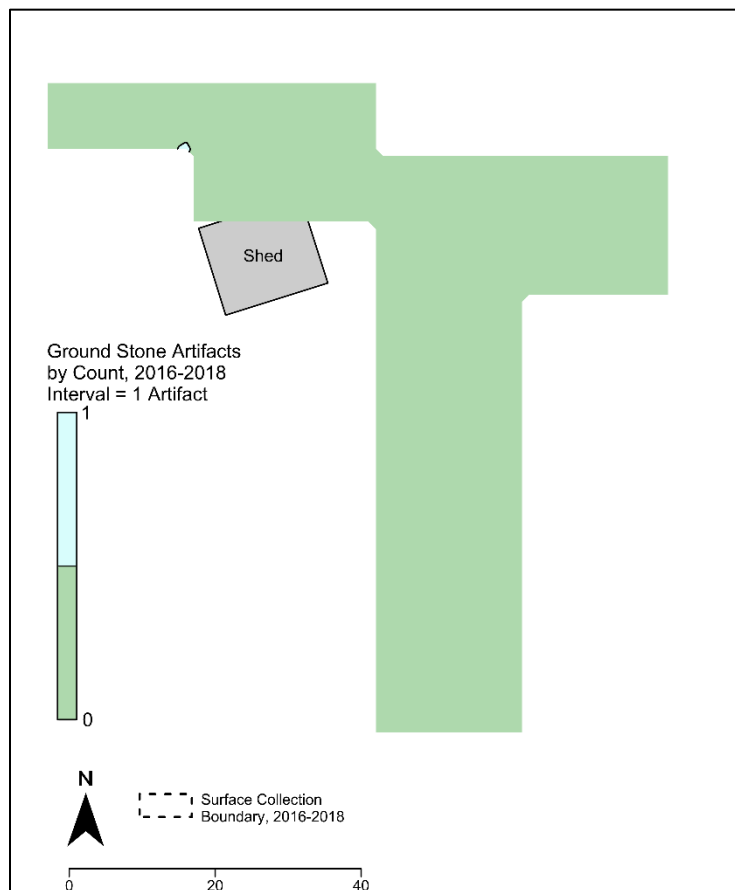 Shed
Ground Stone Artifacts
by Count, 2016-2018
Interval = 1 Artifact
1
0
N
Surface Collection
Boundary, 2016-2018
0 20 40